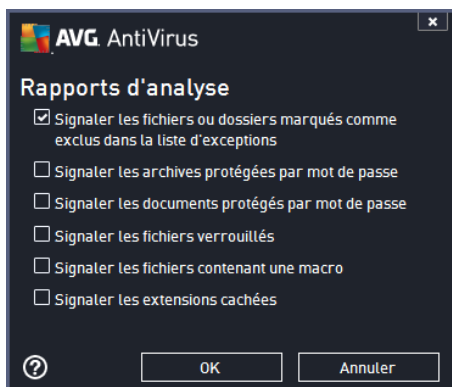 AVG AntiVirus
x
Rapports d'analyse
Signaler les fichiers ou dossiers marqués comme
exclus dans la liste d'exceptions
Signaler les archives protégées par mot de passe
Signaler les documents protégés par mot de passe
Signaler les fichiers verrouillés
Signaler les fichiers contenant une macro
Signaler les extensions cachées
? OK Annuler